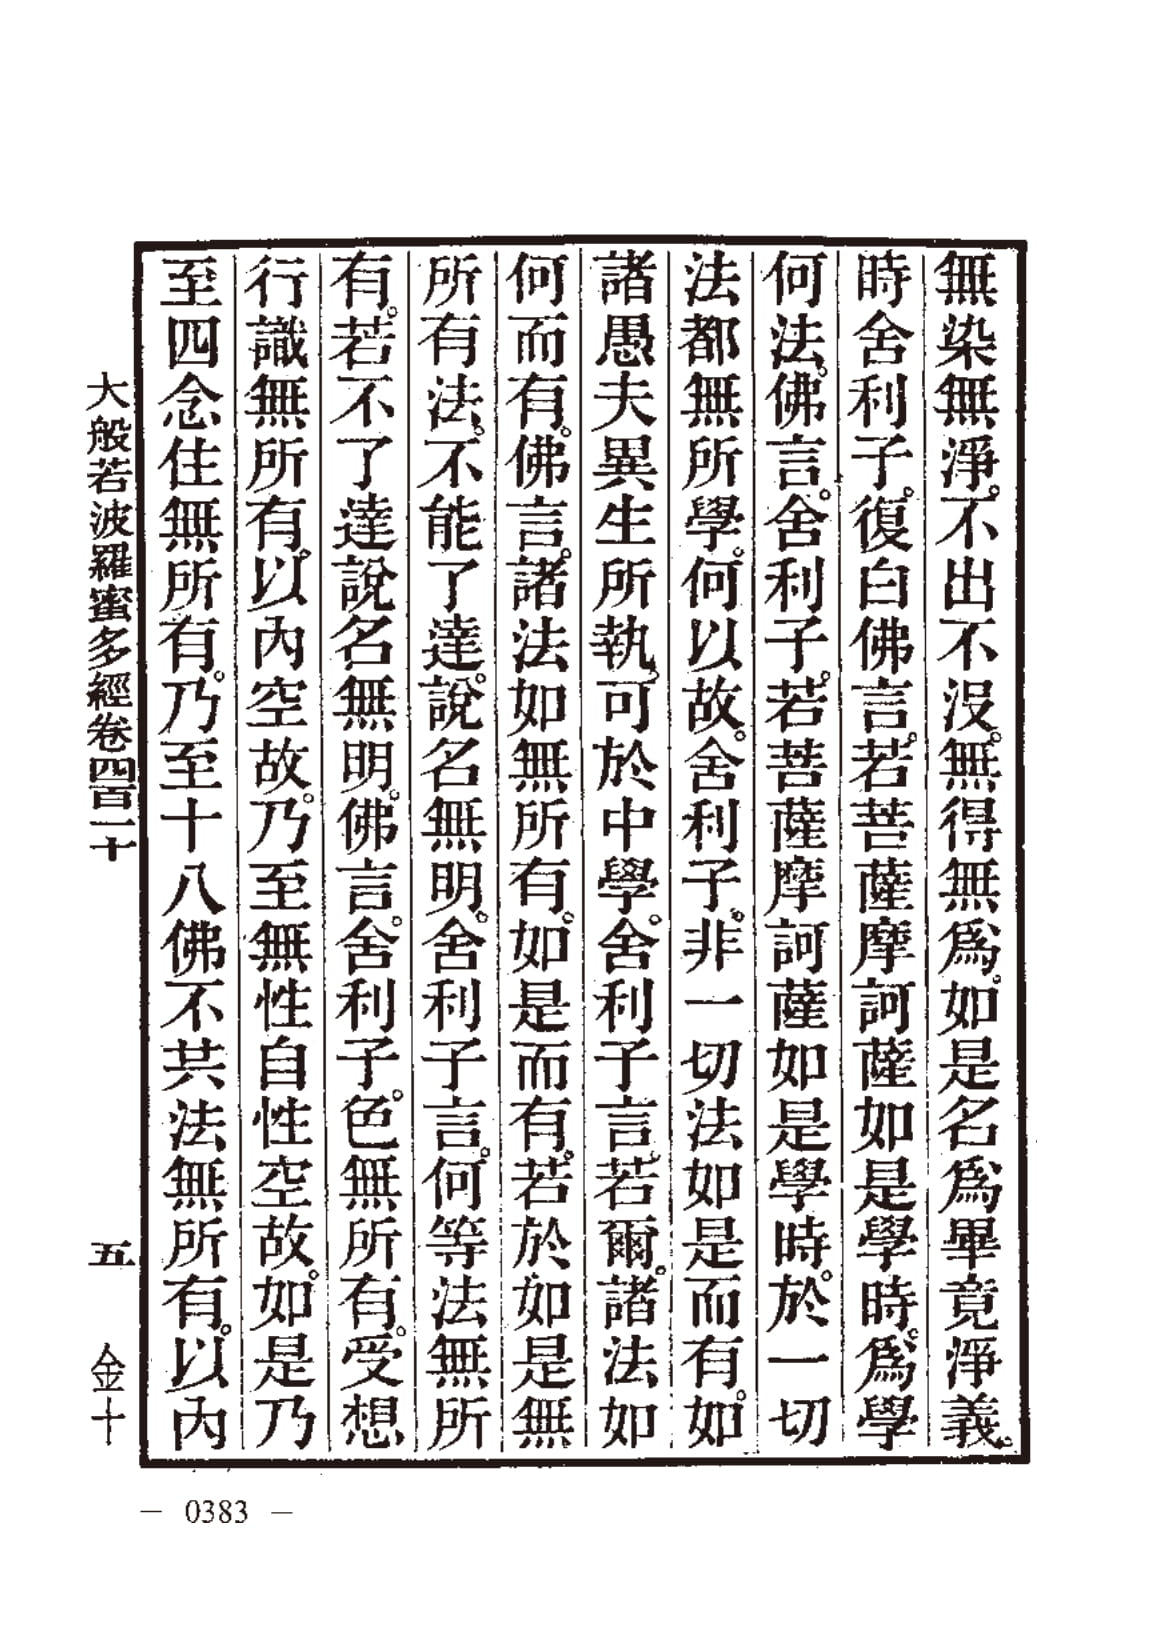 無染無淨。不出不沒。無得無爲。如是名爲畢竟淨義。
時舍利子。復白佛言。若菩薩摩訶薩如是學時。爲學
何法。佛言。舍利子。若菩薩摩訶薩如是學時。於一切
法都無所學。何以故。舍利子。非一切法如是而有。如
諸愚夫異生所執。可於中學。舍利子言。若爾。諸法如
何而有。佛言。諸法如無所有。如是而有。若於如是無
所有法。不能了達。說名無明。舍利子言。何等法無所
有。若不了達說名無明。佛言。舍利子。色無所有。受想
行識無所有。以內空故。乃至無性自性空故。如是乃
至四念住無所有。乃至十八佛不共法無所有。以內
大般若波羅蜜多經卷四百一十
五
金十
— 0383 —